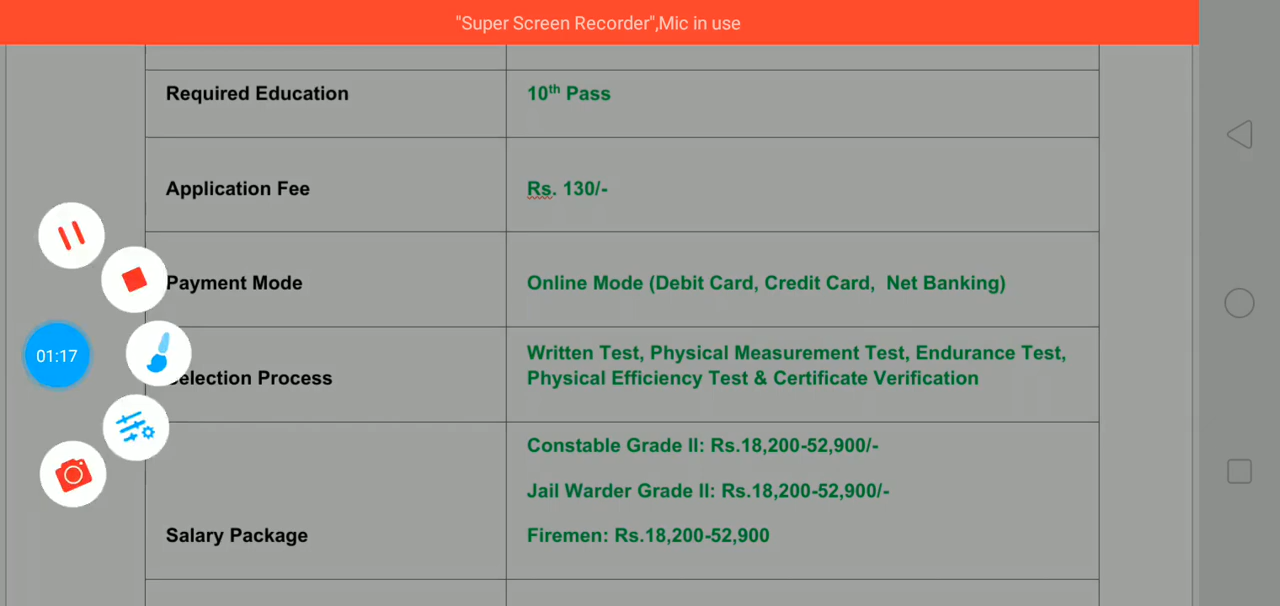 "Super Screen Recorder",Mic in use
Required Education
10th Pass
Application Fee
Rs. 130/-
Payment Mode
Online Mode (Debit Card, Credit Card, Net Banking)
Selection Process
Written Test, Physical Measurement Test, Endurance Test,
Physical Efficiency Test & Certificate Verification
Salary Package
Constable Grade II: Rs.18,200-52,900/-
Jail Warder Grade II: Rs.18,200-52,900/-
Firemen: Rs.18,200-52,900
01:17